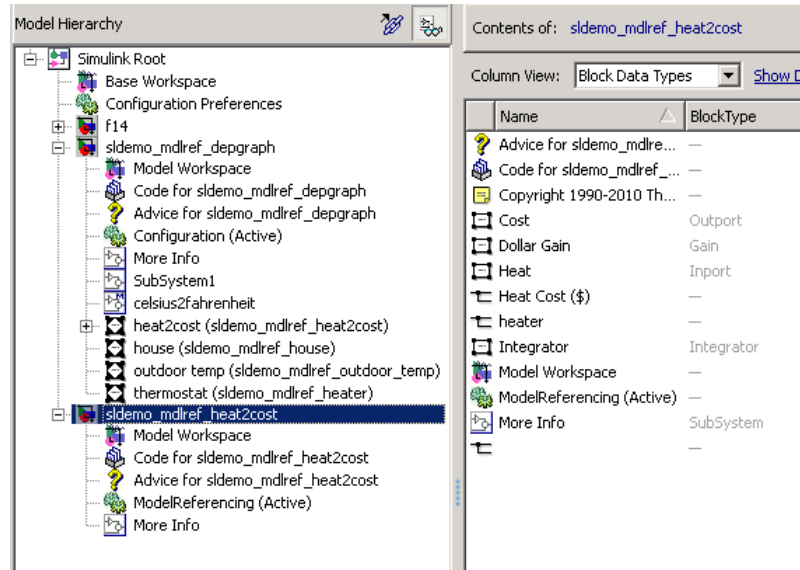 Model Hierarchy
Simulink Root
Base Workspace
Configuration Preferences
f14
sldemo_mdlref_depgraph
Model Workspace
Code for sldemo_mdlref_depgraph
Advice for sldemo_mdlref_depgraph
Configuration (Active)
More Info
SubSystem1
celsius2fahrenheit
heat2cost (sldemo_mdlref_heat2cost)
house (sldemo_mdlref_house)
outdoor temp (sldemo_mdlref_outdoor_temp)
thermostat (sldemo_mdlref_heater)
sldemo_mdlref_heat2cost
Model Workspace
Code for sldemo_mdlref_heat2cost
Advice for sldemo_mdlref_heat2cost
ModelReferencing (Active)
More Info
Contents of: sldemo_mdlref_heat2cost
Column View: Block Data Types Show D
Name BlockType
Advice for sldemo_mdlre... —
Code for sldemo_mdlref_... —
Copyright 1990-2010 Th... —
Cost Outport
Dollar Gain Gain
Heat Inport
Heat Cost ($) —
heater —
Integrator Integrator
Model Workspace —
ModelReferencing (Active) —
More Info SubSystem
—